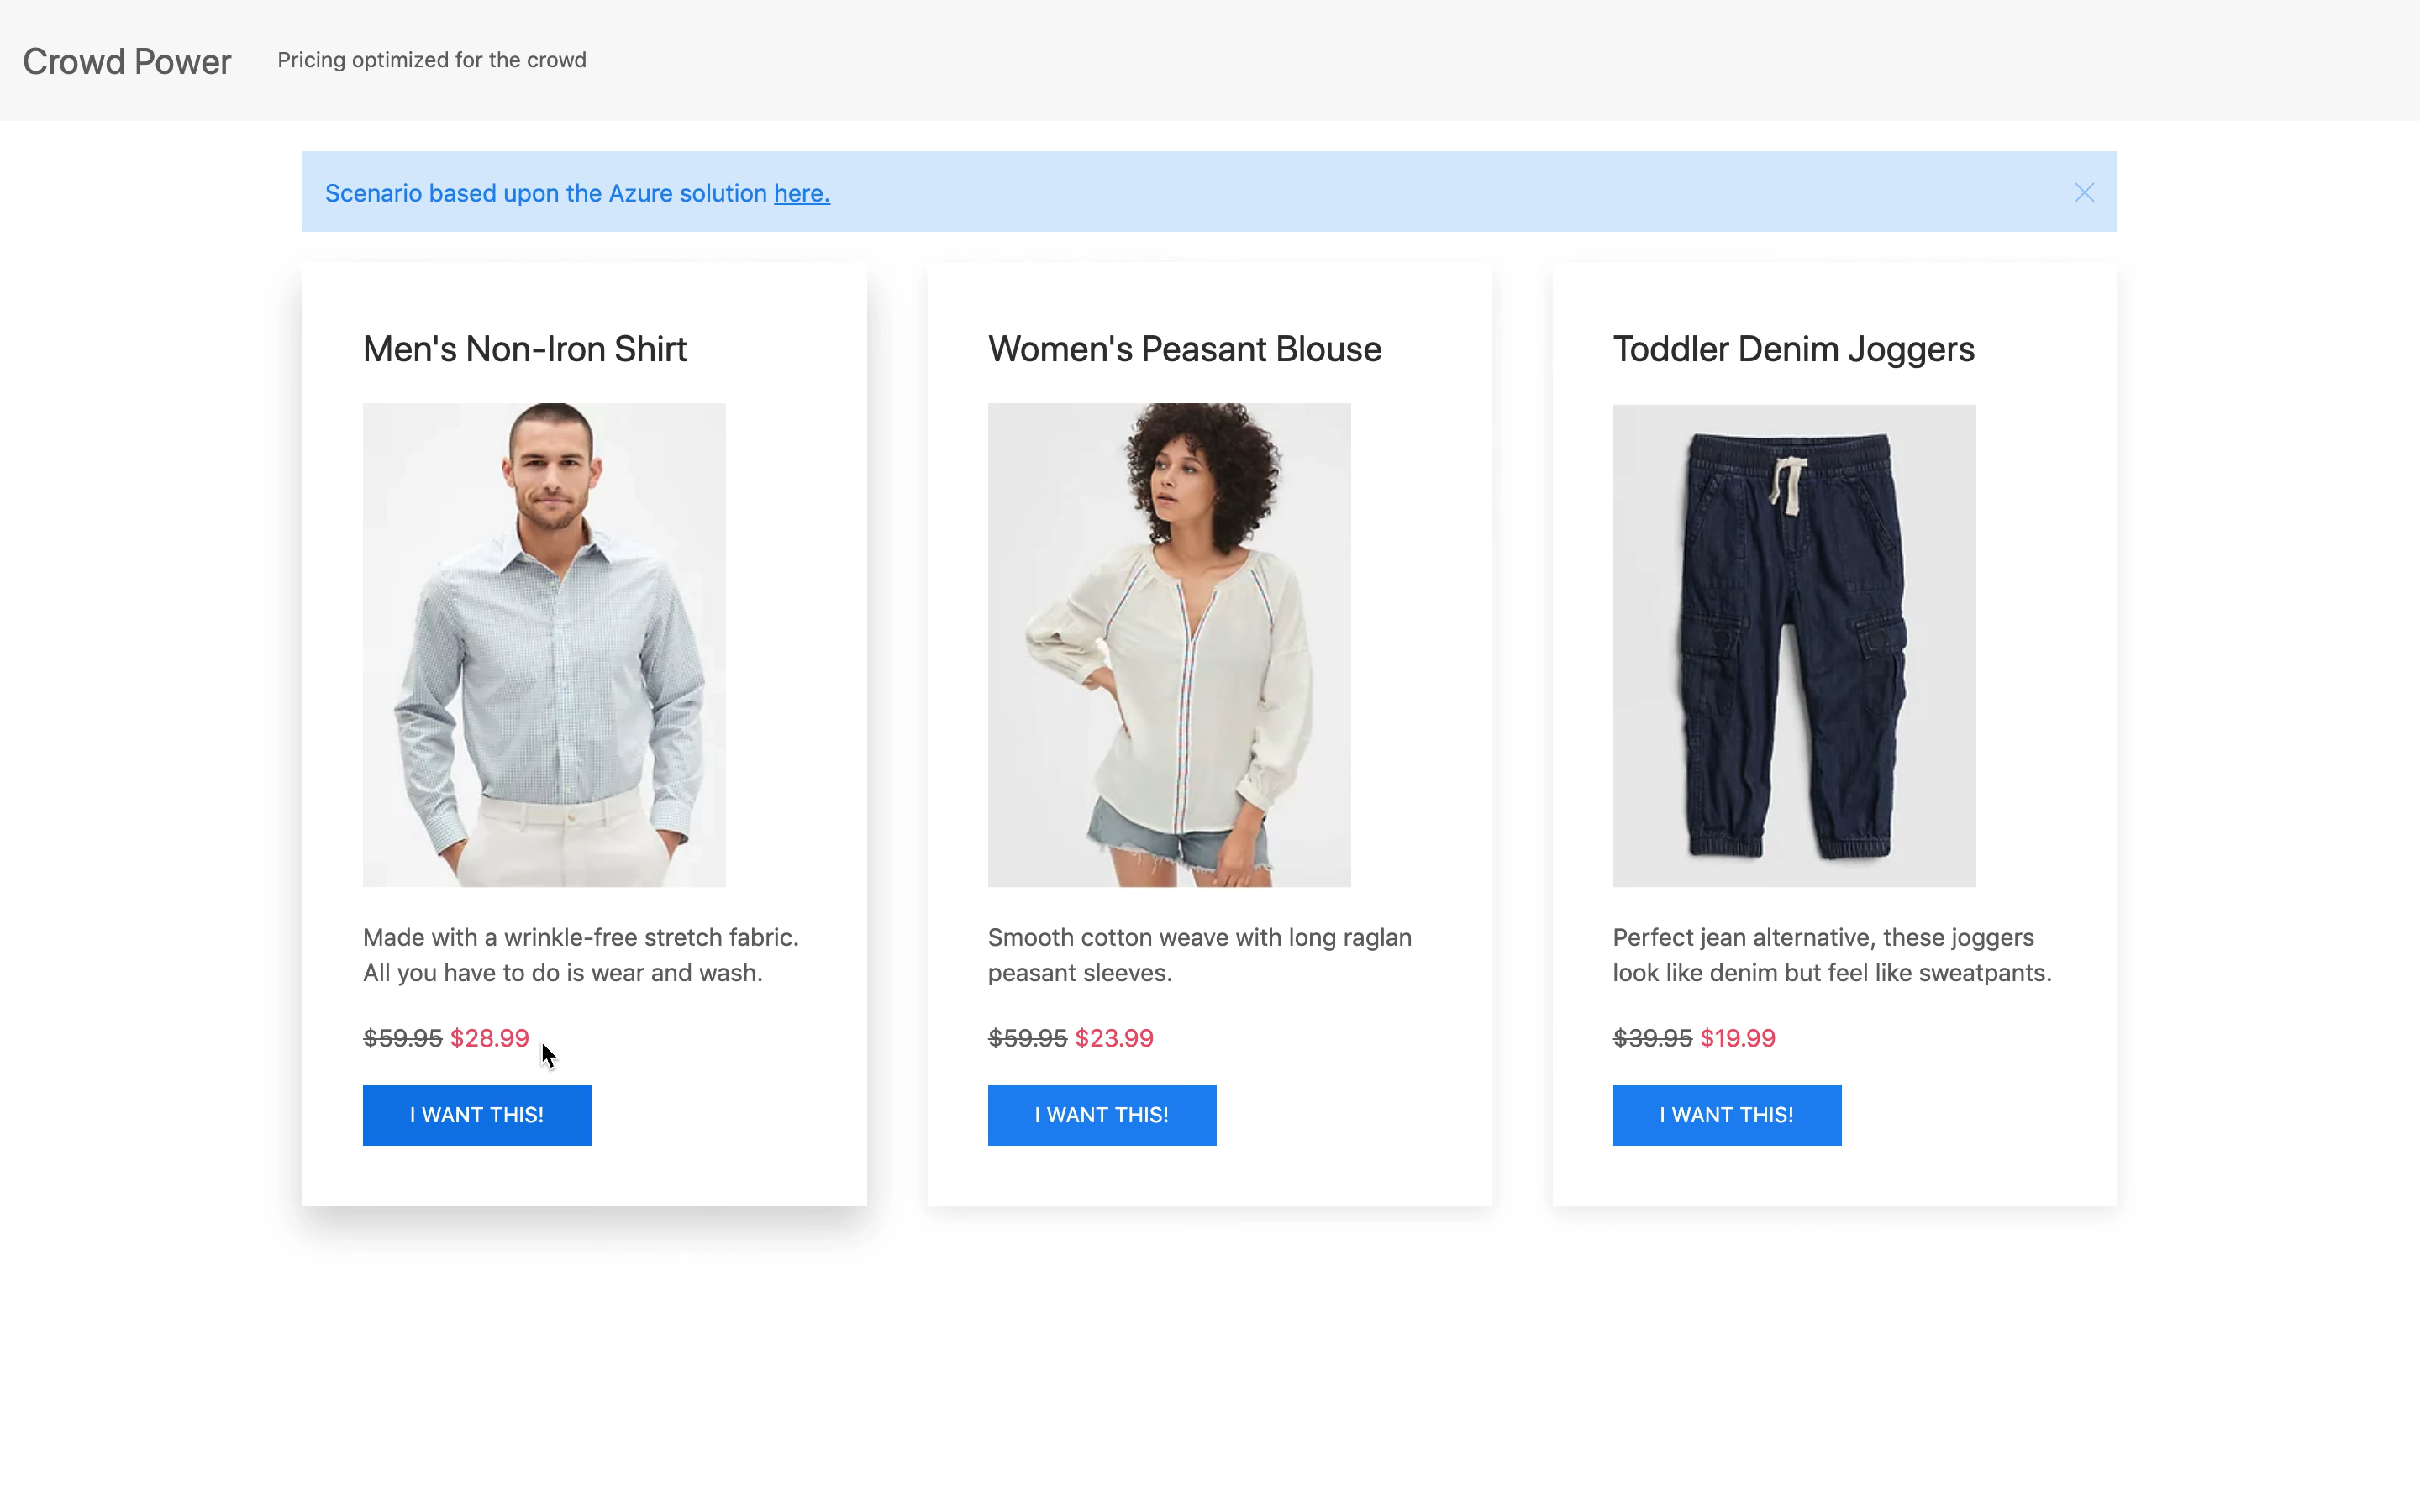 Crowd Power
Pricing optimized for the crowd
Scenario based upon the Azure solution here.
Men's Non-Iron Shirt
Made with a wrinkle-free stretch fabric.
All you have to do is wear and wash.
$59.95 $28.99
I WANT THIS!
Women's Peasant Blouse
Smooth cotton weave with long raglan
peasant sleeves.
$59.95 $23.99
I WANT THIS!
Toddler Denim Joggers
Perfect jean alternative, these joggers
look like denim but feel like sweatpants.
$39.95 $19.99
I WANT THIS!